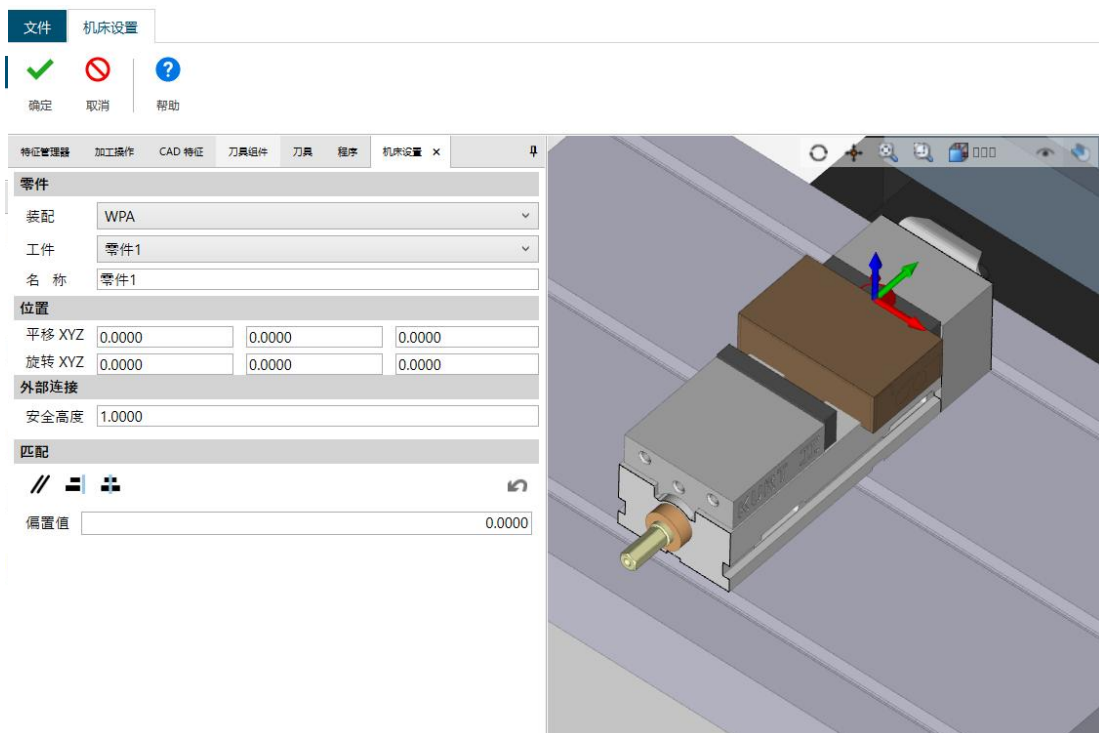 文件 机床设置
确定 取消 帮助
特征管理器 加工操作 CAD 特征 刀具组件 刀具 程序 机床设置 ×
零件
装配 WPA
工件 零件1
名 称 零件1
位置
平移 XYZ 0.0000 0.0000 0.0000
旋转 XYZ 0.0000 0.0000 0.0000
外部连接
安全高度 1.0000
匹配
偏置值 0.0000
KURT